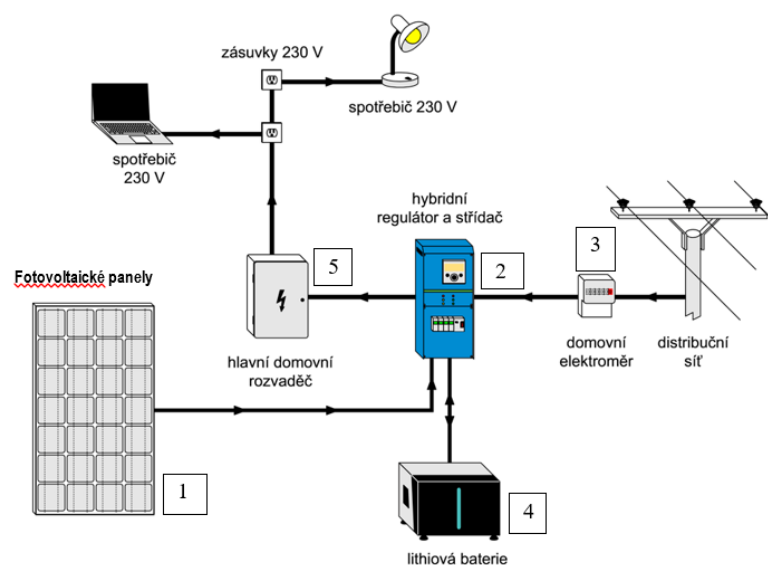 zásuvky 230 V
spotřebič 230 V
spotřebič
230 V
hybridní
regulátor a střídač
3
5
2
Fotovoltaické panely
hlavní domovní
rozvaděč
domovní
elektroměr
distribuční
síť
1
4
lithiová baterie